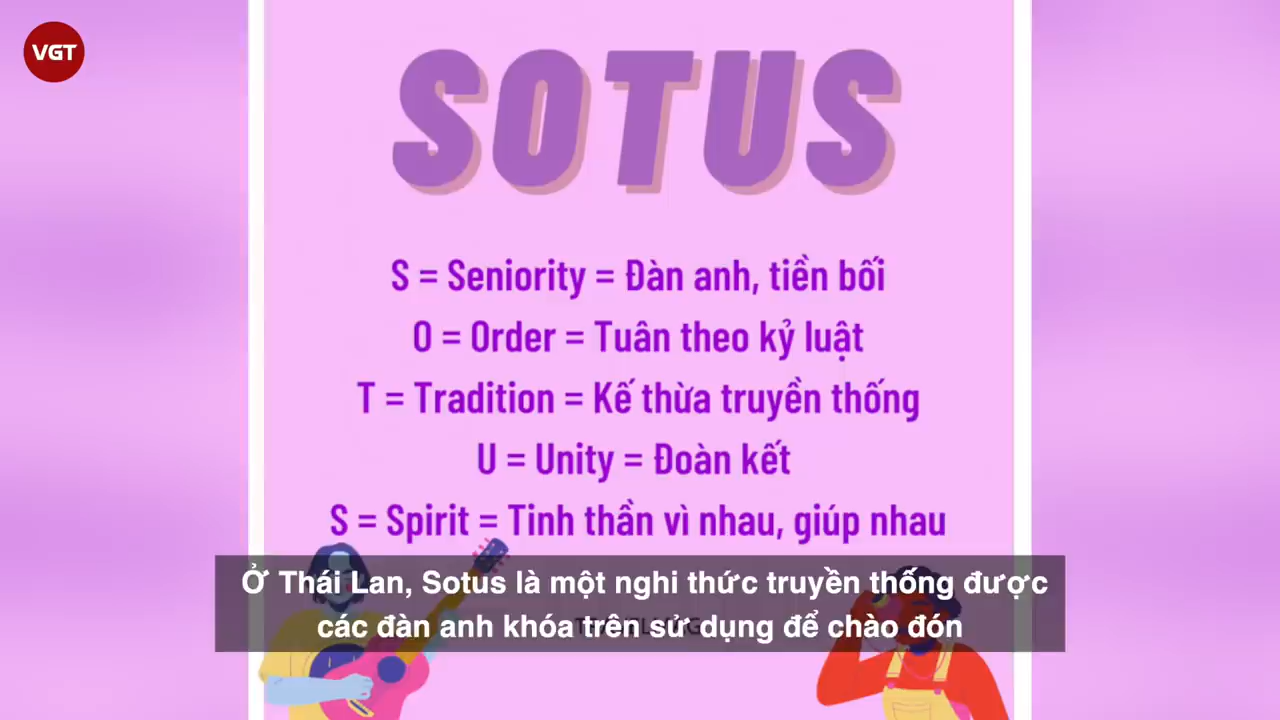 VGT
SOTUS
S = Seniority = Đàn anh, tiền bối
O = Order = Tuân theo kỷ luật
T = Tradition = Kế thừa truyền thống
U = Unity = Đoàn kết
S = Spirit = Tinh thần vì nhau, giúp nhau
Ở Thái Lan, Sotus là một nghi thức truyền thống được
các đàn anh khóa trên sử dụng để chào đón